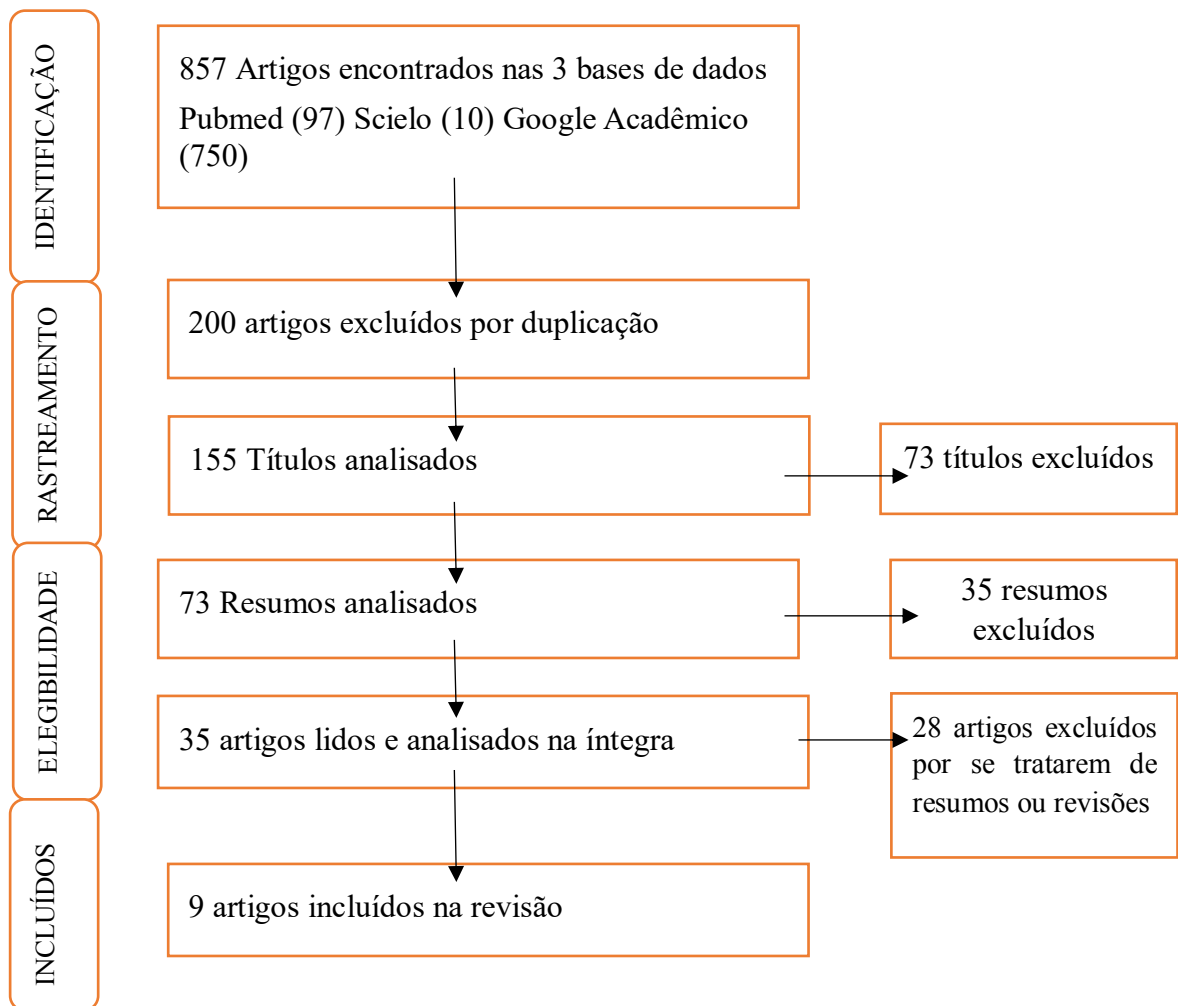 IDENTIFICAÇÃO
857 Artigos encontrados nas 3 bases de dados
Pubmed (97) Scielo (10) Google Acadêmico
(750)
RASTREAMENTO
200 artigos excluídos por duplicação
155 Títulos analisados
73 títulos excluídos
ELEGIBILIDADE
73 Resumos analisados
35 resumos
excluídos
35 artigos lidos e analisados na íntegra
28 artigos excluídos
por se tratarem de
resumos ou revisões
INCLUÍDOS
9 artigos incluídos na revisão